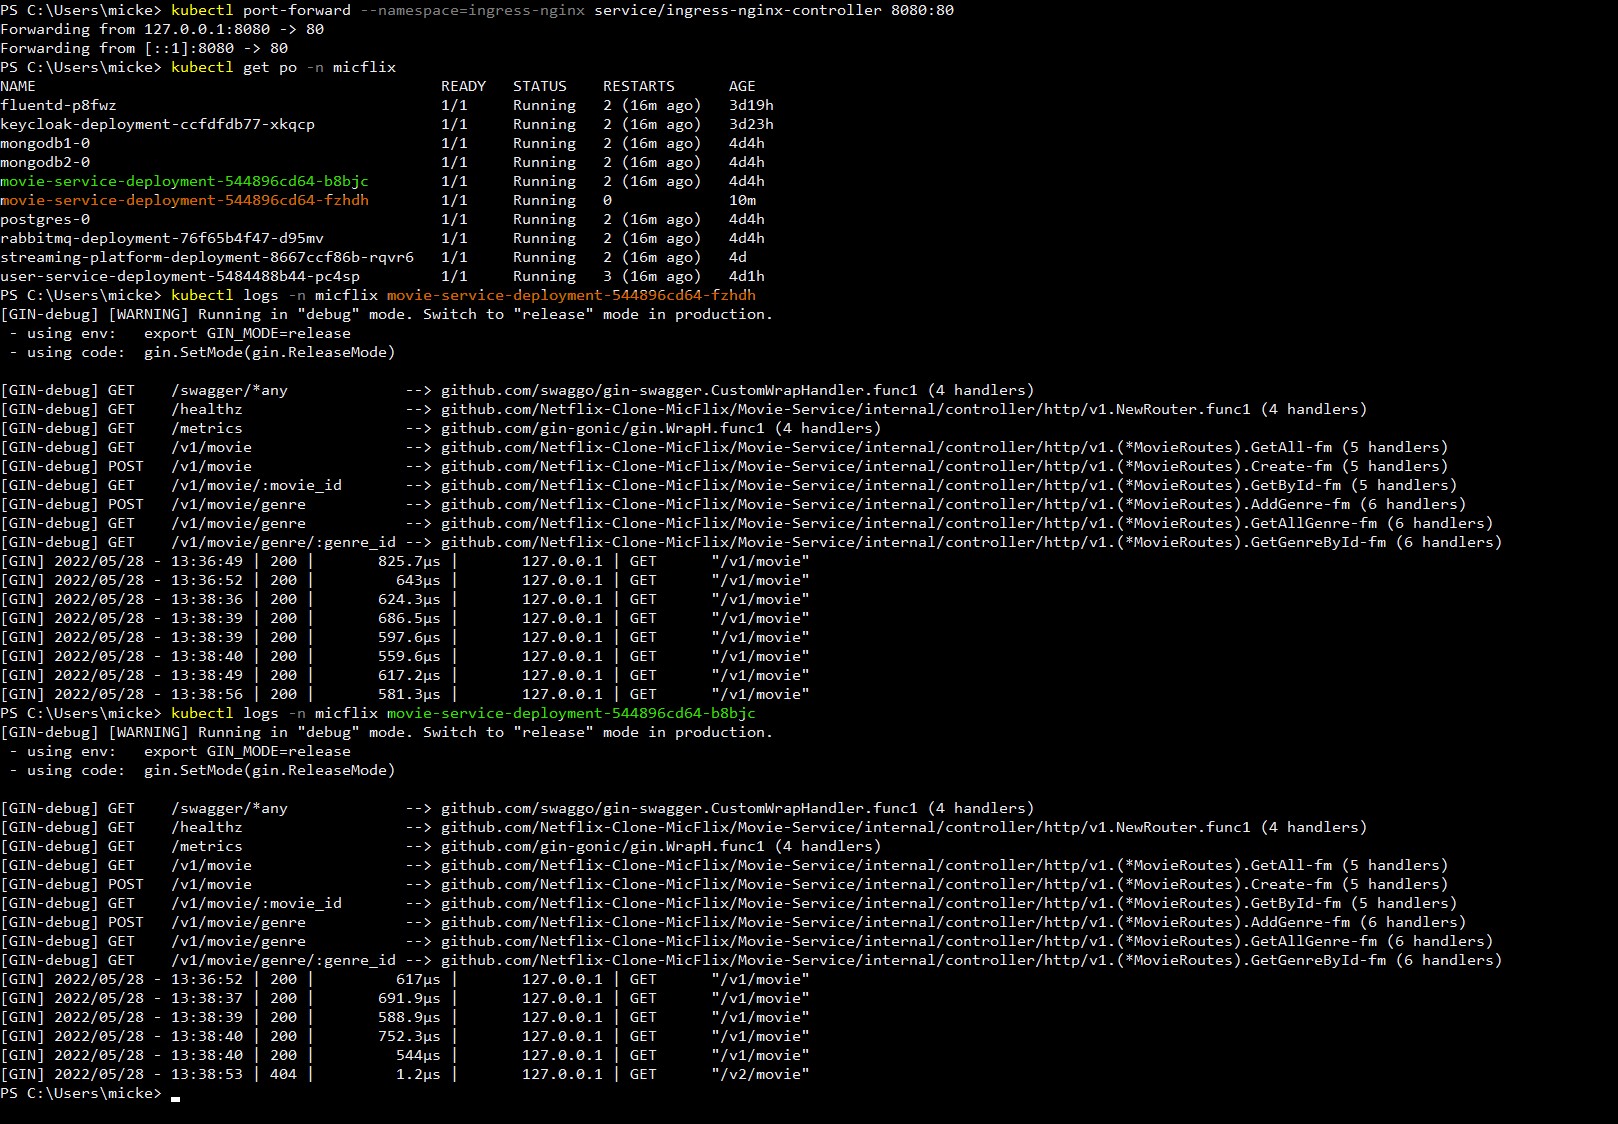 PS C:\Users\micke> kubectl port-forward --namespace=ingress-nginx service/ingress-nginx-controller 8080:80
Forwarding from 127.0.0.1:8080 -> 80
Forwarding from [::1]:8080 -> 80
PS C:\Users\micke> kubectl get po -n micflix
NAME READY STATUS RESTARTS AGE
fluentd-p8fwz 1/1 Running 2 (16m ago) 3d19h
keycloak-deployment-ccfdfdb77-xkqcp 1/1 Running 2 (16m ago) 3d23h
mongodb1-0 1/1 Running 2 (16m ago) 4d4h
mongodb2-0 1/1 Running 2 (16m ago) 4d4h
movie-service-deployment-544896cd64-b8bjc 1/1 Running 2 (16m ago) 4d4h
movie-service-deployment-544896cd64-fzhdh 1/1 Running 0 10m
postgres-0 1/1 Running 2 (16m ago) 4d4h
rabbitmq-deployment-76f65b4f47-d95mv 1/1 Running 2 (16m ago) 4d4h
streaming-platform-deployment-8667ccf86b-rqvr6 1/1 Running 2 (16m ago) 4d
user-service-deployment-5484488b44-pc4sp 1/1 Running 3 (16m ago) 4d1h
PS C:\Users\micke> kubectl logs -n micflix movie-service-deployment-544896cd64-fzhdh
[GIN-debug] [WARNING] Running in "debug" mode. Switch to "release" mode in production.
- using env: export GIN_MODE=release
- using code: gin.SetMode(gin.ReleaseMode)
[GIN-debug] GET /swagger/*any --> github.com/swaggo/gin-swagger.CustomWrapHandler.func1 (4 handlers)
[GIN-debug] GET /healthz --> github.com/Netflix-Clone-MicFlix/Movie-Service/internal/controller/http/v1.NewRouter.func1 (4 handlers)
[GIN-debug] GET /metrics --> github.com/gin-gonic/gin.WrapH.func1 (4 handlers)
[GIN-debug] GET /v1/movie --> github.com/Netflix-Clone-MicFlix/Movie-Service/internal/controller/http/v1.(*MovieRoutes).GetAll-fm (5 handlers)
[GIN-debug] POST /v1/movie --> github.com/Netflix-Clone-MicFlix/Movie-Service/internal/controller/http/v1.(*MovieRoutes).Create-fm (5 handlers)
[GIN-debug] GET /v1/movie/:movie_id --> github.com/Netflix-Clone-MicFlix/Movie-Service/internal/controller/http/v1.(*MovieRoutes).GetById-fm (5 handlers)
[GIN-debug] POST /v1/movie/genre --> github.com/Netflix-Clone-MicFlix/Movie-Service/internal/controller/http/v1.(*MovieRoutes).AddGenre-fm (6 handlers)
[GIN-debug] GET /v1/movie/genre --> github.com/Netflix-Clone-MicFlix/Movie-Service/internal/controller/http/v1.(*MovieRoutes).GetAllGenre-fm (6 handlers)
[GIN-debug] GET /v1/movie/genre/:genre_id --> github.com/Netflix-Clone-MicFlix/Movie-Service/internal/controller/http/v1.(*MovieRoutes).GetGenreById-fm (6 handlers)
[GIN] 2022/05/28 - 13:36:49 | 200 | 825.7µs | 127.0.0.1 | GET "/v1/movie"
[GIN] 2022/05/28 - 13:36:52 | 200 | 643µs | 127.0.0.1 | GET "/v1/movie"
[GIN] 2022/05/28 - 13:38:36 | 200 | 624.3µs | 127.0.0.1 | GET "/v1/movie"
[GIN] 2022/05/28 - 13:38:39 | 200 | 686.5µs | 127.0.0.1 | GET "/v1/movie"
[GIN] 2022/05/28 - 13:38:39 | 200 | 597.6µs | 127.0.0.1 | GET "/v1/movie"
[GIN] 2022/05/28 - 13:38:40 | 200 | 559.6µs | 127.0.0.1 | GET "/v1/movie"
[GIN] 2022/05/28 - 13:38:49 | 200 | 617.2µs | 127.0.0.1 | GET "/v1/movie"
[GIN] 2022/05/28 - 13:38:56 | 200 | 581.3µs | 127.0.0.1 | GET "/v1/movie"
PS C:\Users\micke> kubectl logs -n micflix movie-service-deployment-544896cd64-b8bjc
[GIN-debug] [WARNING] Running in "debug" mode. Switch to "release" mode in production.
- using env: export GIN_MODE=release
- using code: gin.SetMode(gin.ReleaseMode)
[GIN-debug] GET /swagger/*any --> github.com/swaggo/gin-swagger.CustomWrapHandler.func1 (4 handlers)
[GIN-debug] GET /healthz --> github.com/Netflix-Clone-MicFlix/Movie-Service/internal/controller/http/v1.NewRouter.func1 (4 handlers)
[GIN-debug] GET /metrics --> github.com/gin-gonic/gin.WrapH.func1 (4 handlers)
[GIN-debug] GET /v1/movie --> github.com/Netflix-Clone-MicFlix/Movie-Service/internal/controller/http/v1.(*MovieRoutes).GetAll-fm (5 handlers)
[GIN-debug] POST /v1/movie --> github.com/Netflix-Clone-MicFlix/Movie-Service/internal/controller/http/v1.(*MovieRoutes).Create-fm (5 handlers)
[GIN-debug] GET /v1/movie/:movie_id --> github.com/Netflix-Clone-MicFlix/Movie-Service/internal/controller/http/v1.(*MovieRoutes).GetById-fm (5 handlers)
[GIN-debug] POST /v1/movie/genre --> github.com/Netflix-Clone-MicFlix/Movie-Service/internal/controller/http/v1.(*MovieRoutes).AddGenre-fm (6 handlers)
[GIN-debug] GET /v1/movie/genre --> github.com/Netflix-Clone-MicFlix/Movie-Service/internal/controller/http/v1.(*MovieRoutes).GetAllGenre-fm (6 handlers)
[GIN-debug] GET /v1/movie/genre/:genre_id --> github.com/Netflix-Clone-MicFlix/Movie-Service/internal/controller/http/v1.(*MovieRoutes).GetGenreById-fm (6 handlers)
[GIN] 2022/05/28 - 13:36:52 | 200 | 617µs | 127.0.0.1 | GET "/v1/movie"
[GIN] 2022/05/28 - 13:38:37 | 200 | 691.9µs | 127.0.0.1 | GET "/v1/movie"
[GIN] 2022/05/28 - 13:38:39 | 200 | 588.9µs | 127.0.0.1 | GET "/v1/movie"
[GIN] 2022/05/28 - 13:38:40 | 200 | 752.3µs | 127.0.0.1 | GET "/v1/movie"
[GIN] 2022/05/28 - 13:38:40 | 200 | 544µs | 127.0.0.1 | GET "/v1/movie"
[GIN] 2022/05/28 - 13:38:53 | 404 | 1.2µs | 127.0.0.1 | GET "/v2/movie"
PS C:\Users\micke>